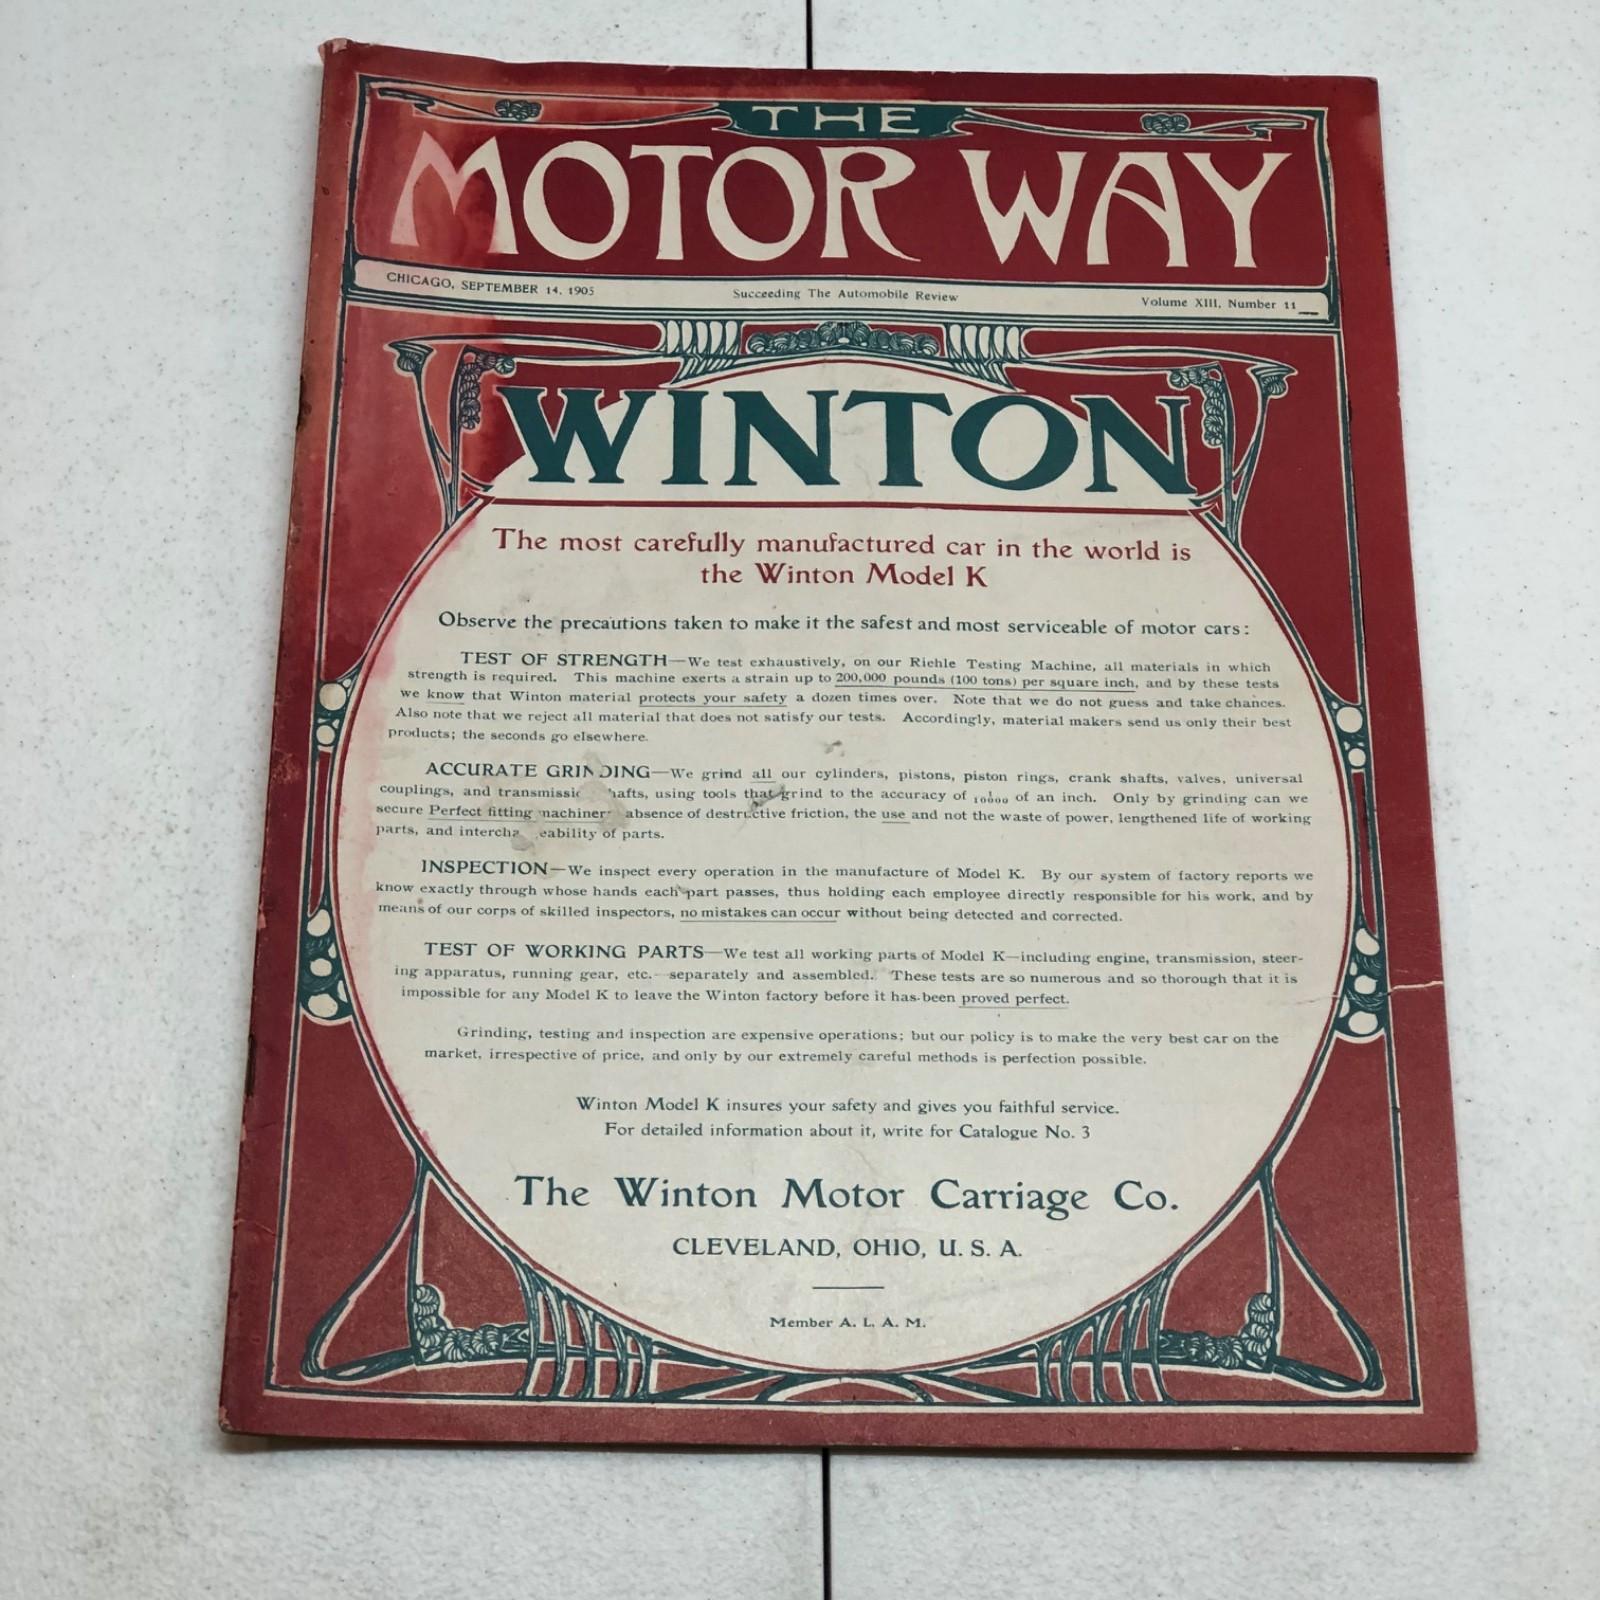 THE
MOTOR WAY
CHICAGO, SEPTEMBER 14, 1905 Succeeding The Automobile Review Volume XIII, Number 11
WINTON
The most carefully manufactured car in the world is
the Winton Model K
Observe the precautions taken to make it the safest and most serviceable of motor cars:
TEST OF STRENGTH—We test exhaustively, on our Riehle Testing Machine, all materials in which
strength is required. This machine exerts a strain up to 200,000 pounds (100 tons) per square inch, and by these tests
we know that Winton material protects your safety a dozen times over. Note that we do not guess and take chances.
Also note that we reject all material that does not satisfy our tests. Accordingly, material makers send us only their best
products; the seconds go elsewhere.
ACCURATE GRINDING—We grind all our cylinders, pistons, piston rings, crank shafts, valves, universal
couplings, and transmission shafts, using tools that grind to the accuracy of 1/10000 of an inch. Only by grinding can we
secure Perfect fitting machinery absence of destructive friction, the use and not the waste of power, lengthened life of working
parts, and interchangeability of parts.
INSPECTION—We inspect every operation in the manufacture of Model K. By our system of factory reports we
know exactly through whose hands each part passes, thus holding each employee directly responsible for his work, and by
means of our corps of skilled inspectors, no mistakes can occur without being detected and corrected.
TEST OF WORKING PARTS—We test all working parts of Model K—including engine, transmission, steer-
ing apparatus, running gear, etc.—separately and assembled. These tests are so numerous and so thorough that it is
impossible for any Model K to leave the Winton factory before it has been proved perfect.
Grinding, testing and inspection are expensive operations; but our policy is to make the very best car on the
market, irrespective of price, and only by our extremely careful methods is perfection possible.
Winton Model K insures your safety and gives you faithful service.
For detailed information about it, write for Catalogue No. 3
The Winton Motor Carriage Co.
CLEVELAND, OHIO, U. S. A.
Member A. L. A. M.